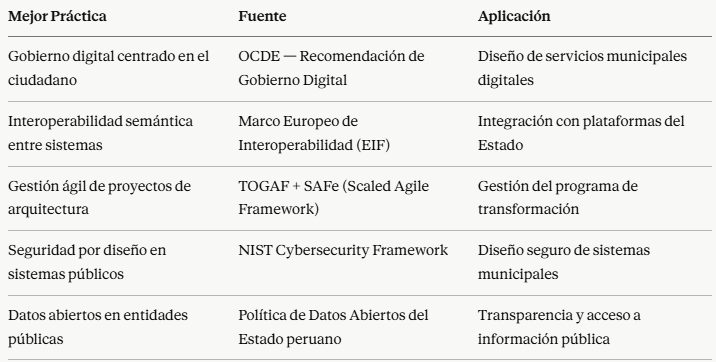 Mejor Práctica Fuente Aplicación
Gobierno digital centrado en el OCDE — Recomendación de Diseño de servicios municipales
ciudadano Gobierno Digital digitales
Interoperabilidad semántica Marco Europeo de Integración con plataformas del
entre sistemas Interoperabilidad (EIF) Estado
Gestión ágil de proyectos de TOGAF + SAFe (Scaled Agile Gestión del programa de
arquitectura Framework) transformación
Seguridad por diseño en NIST Cybersecurity Framework Diseño seguro de sistemas
sistemas públicos municipales
Datos abiertos en entidades Política de Datos Abiertos del Transparencia y acceso a
públicas Estado peruano información pública